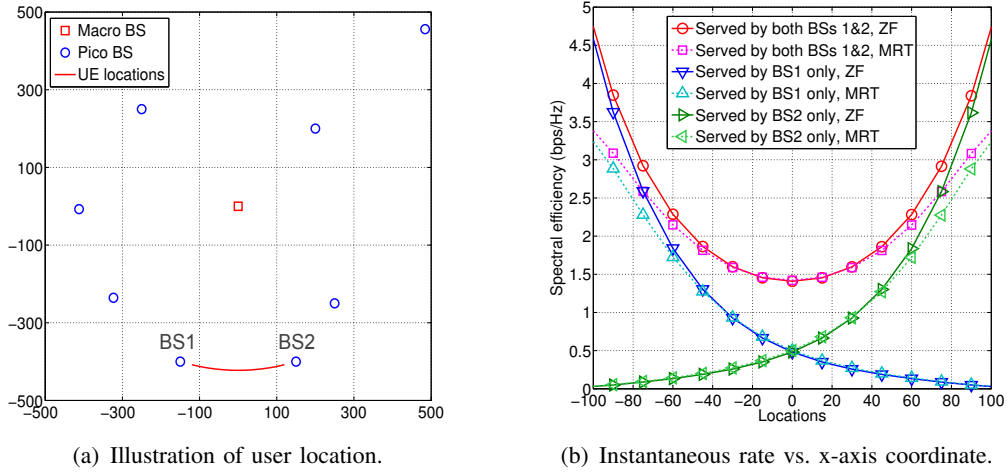 500
300
100
−100
−300
−500
−500
−300
−100
100
300
500
Macro BS
Pico BS
UE locations
BS1
BS2
(a) Illustration of user location.
5
4.5
4
3.5
3
2.5
2
1.5
1
0.5
0
Spectral efficiency (bps/Hz)
Served by both BSs 1&2, ZF
Served by both BSs 1&2, MRT
Served by BS1 only, ZF
Served by BS1 only, MRT
Served by BS2 only, ZF
Served by BS2 only, MRT
−100
−80
−60
−40
−20
0
20
40
60
80
100
Locations
(b) Instantaneous rate vs. x-axis coordinate.